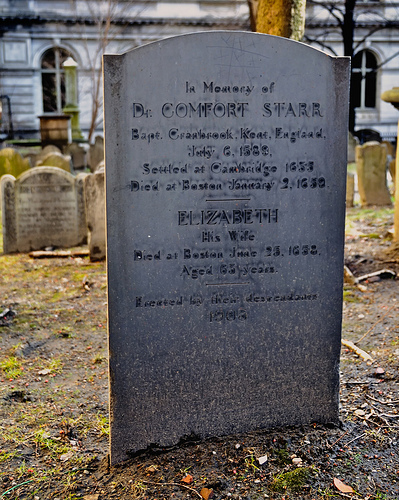 In Memory of
Dr COMFORT STARR
Bapt. Cranbrook, Kent, England,
July 6, 1589,
Settled at Cambridge 1635
Died at Boston January 2, 1659.
ELIZABETH
His Wife
Died at Boston June 25, 1658,
Aged 63 years.
Erected by their descendants